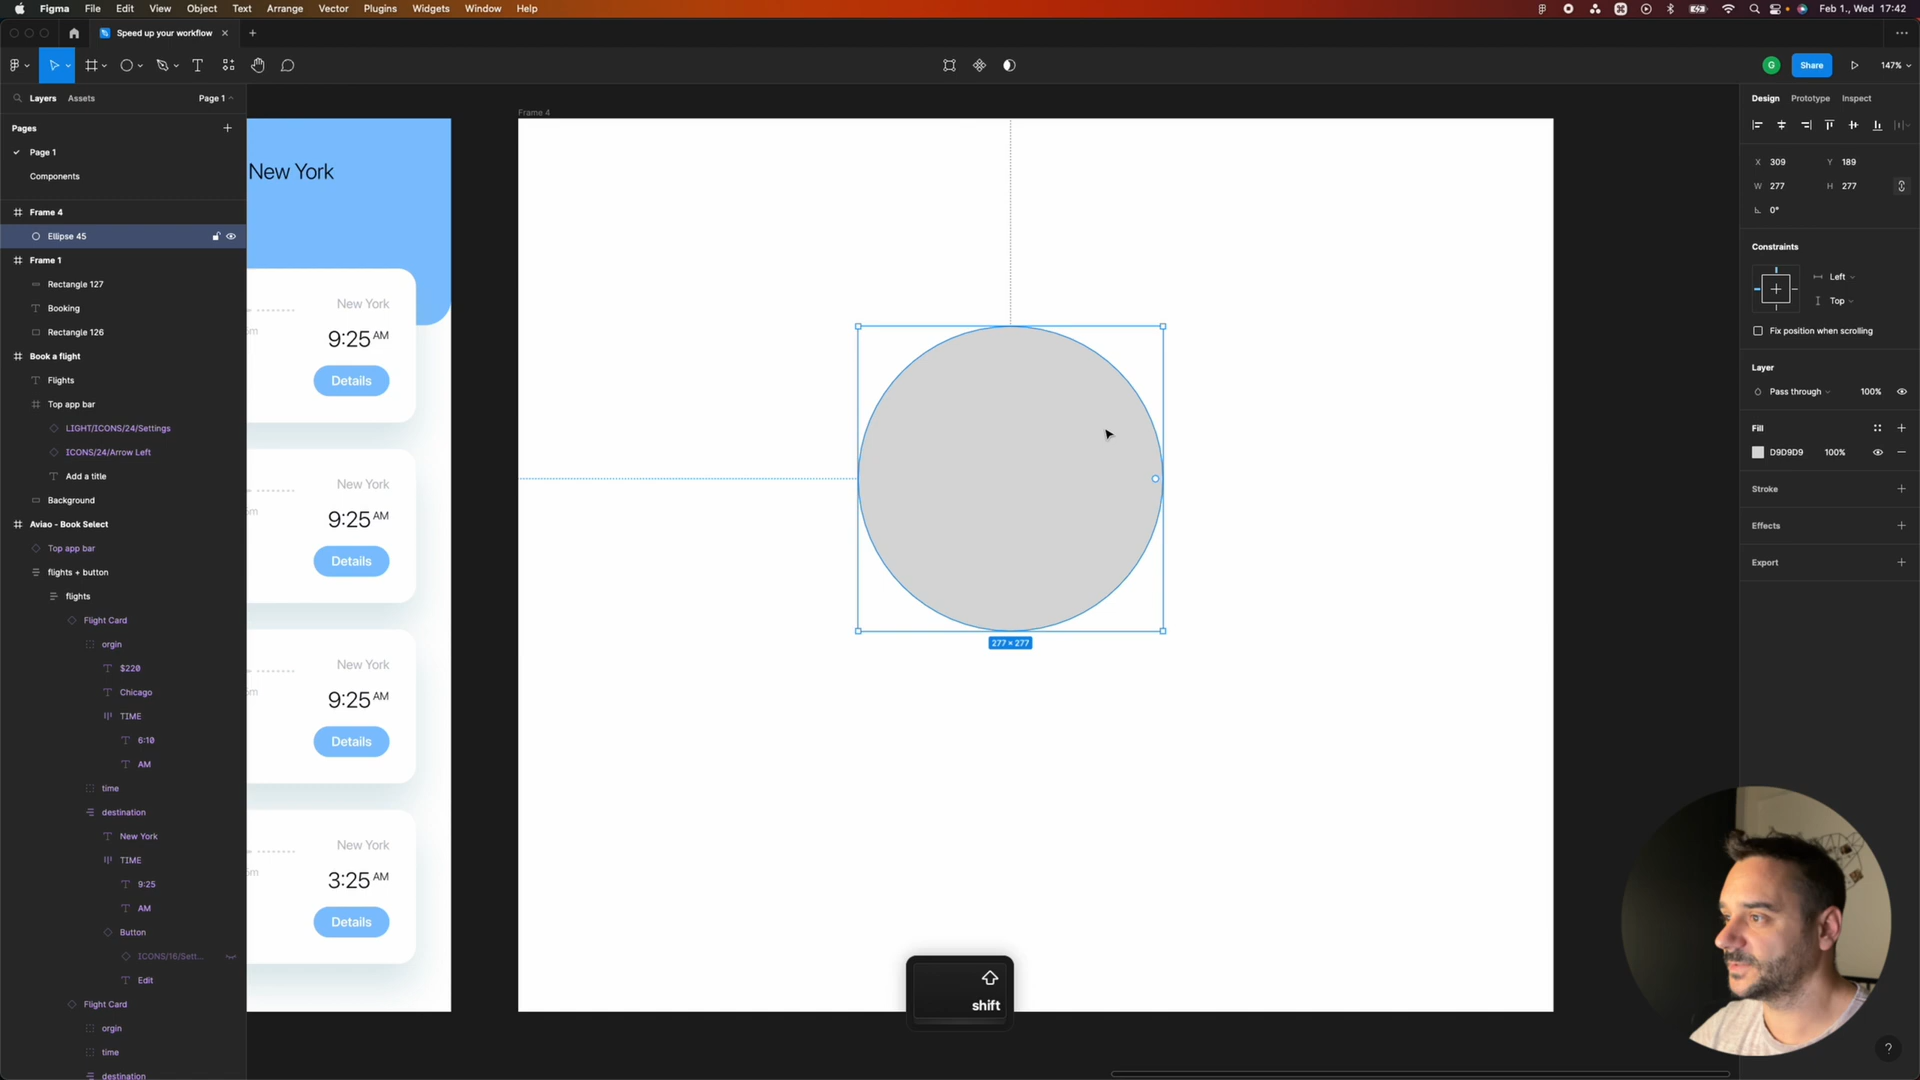 Figma File Edit View Object Text Arrange Vector Plugins Widgets Window Help
Feb 1., Wed 17:42
Speed up your workflow
G
Share
147%
Layers Assets Page 1
Pages
Page 1
Components
Frame 4
Ellipse 45
Frame 1
Rectangle 127
Booking
Rectangle 126
Book a flight
Flights
Top app bar
LIGHT/ICONS/24/Settings
ICONS/24/Arrow Left
Add a title
Background
Aviao - Book Select
Top app bar
flights + button
flights
Flight Card
orgin
$220
Chicago
TIME
6:10
AM
time
destination
New York
TIME
9:25
AM
Button
ICONS/16/Sett...
Edit
Flight Card
orgin
time
destination
New York
New York
9:25 AM
Details
New York
9:25 AM
Details
New York
9:25 AM
Details
New York
3:25 AM
Details
Frame 4
277 × 277
shift
Design Prototype Inspect
X 309 Y 189
W 277 H 277
0°
Constraints
Left
Top
Fix position when scrolling
Layer
Pass through 100%
Fill
D9D9D9 100%
Stroke
Effects
Export
?